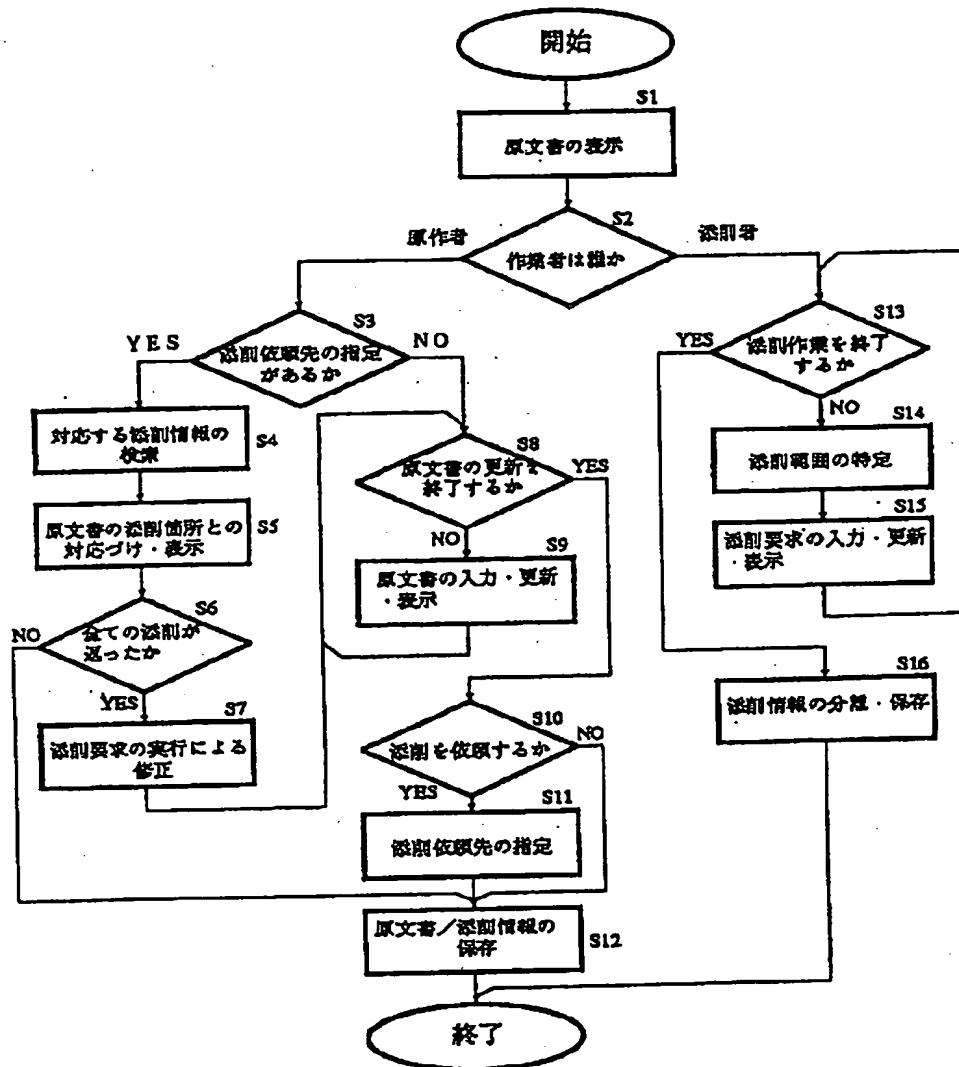 開始
S1
原文書の表示
S2
原作者
添削者
作業者は誰か
S3
YES
NO
添削依頼先の指定
があるか
S13
YES
添削作業を終了
するか
NO
対応する添削情報の
検索
S4
S8
原文書の更新を
終了するか
YES
S14
添削範囲の特定
原文書の添削箇所との
対応づけ・表示
S5
NO
S9
原文書の入力・更新
・表示
S15
添削要求の入力・更新
・表示
S6
NO
全ての添削が
返ったか
YES
S7
添削要求の実行による
修正
S16
添削情報の分離・保存
S10
添削を依頼するか
NO
YES
S11
添削依頼先の指定
原文書/添削情報の
保存
S12
終了